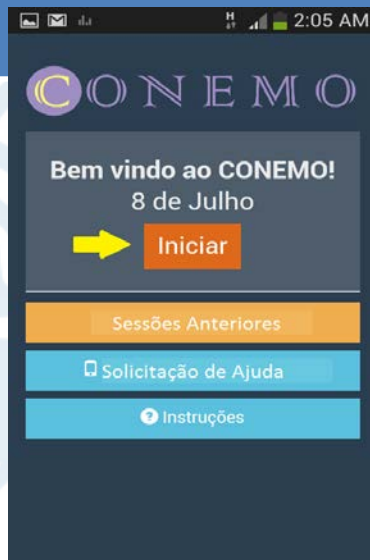 H
2:05 AM
CONEMO
Bem vindo ao CONEMO!
8 de Julho
Iniciar
Sessões Anteriores
Solicitação de Ajuda
Instruções